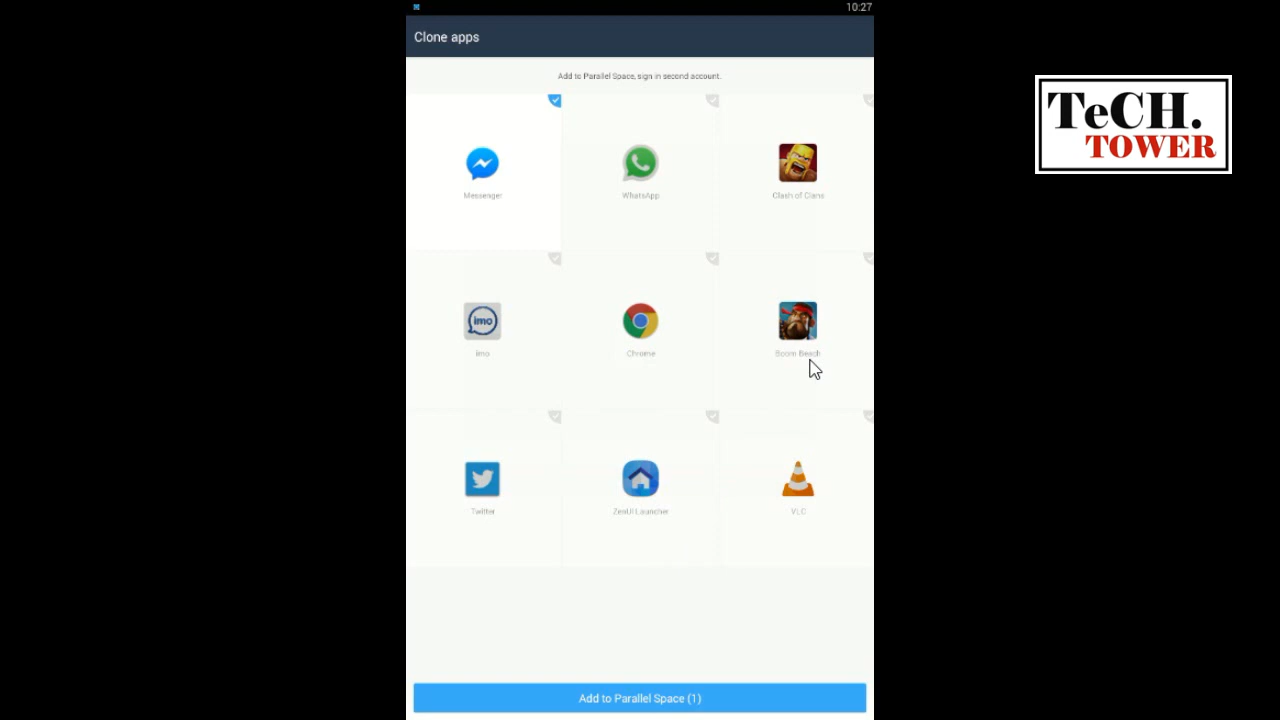 10:27
Clone apps
TeCH.
TOWER
Add to Parallel Space, sign in second account.
Messenger
WhatsApp
Clash of Clans
imo
imo
Chrome
Boom Beach
Twitter
ZenUI Launcher
VLC
Add to Parallel Space (1)